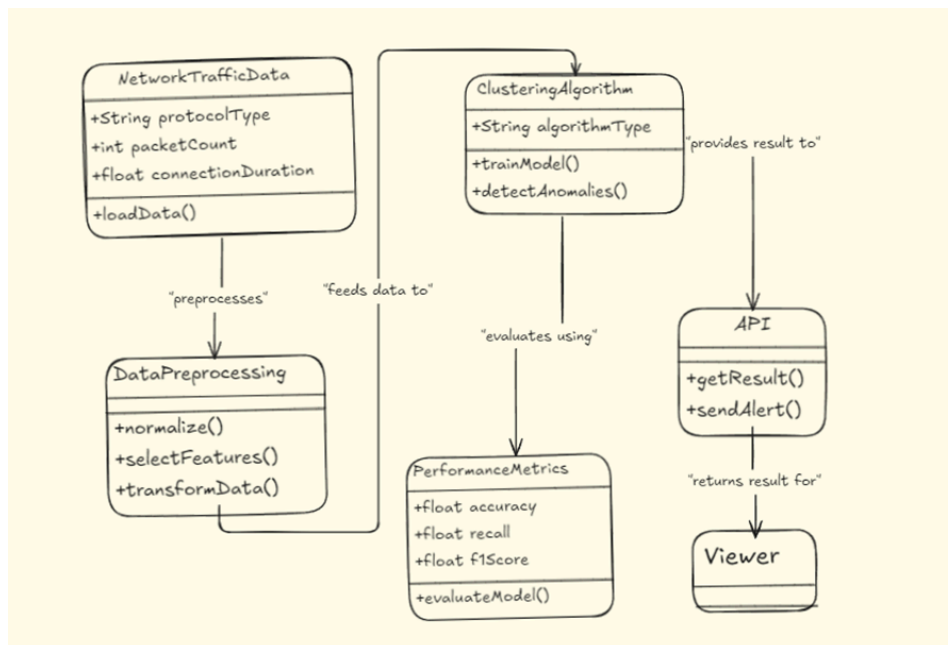 NetworkTrafficData
+String protocolType
+int packetCount
+float connectionDuration
+loadData()
"preprocesses"
DataPreprocessing
+normalize()
+selectFeatures()
+transformData()
"feeds data to"
ClusteringAlgorithm
+String algorithmType
+trainModel()
+detectAnomalies()
"evaluates using"
PerformanceMetrics
+float accuracy
+float recall
+float f1Score
+evaluateModel()
"provides result to"
API
+getResult()
+sendAlert()
"returns result for"
Viewer